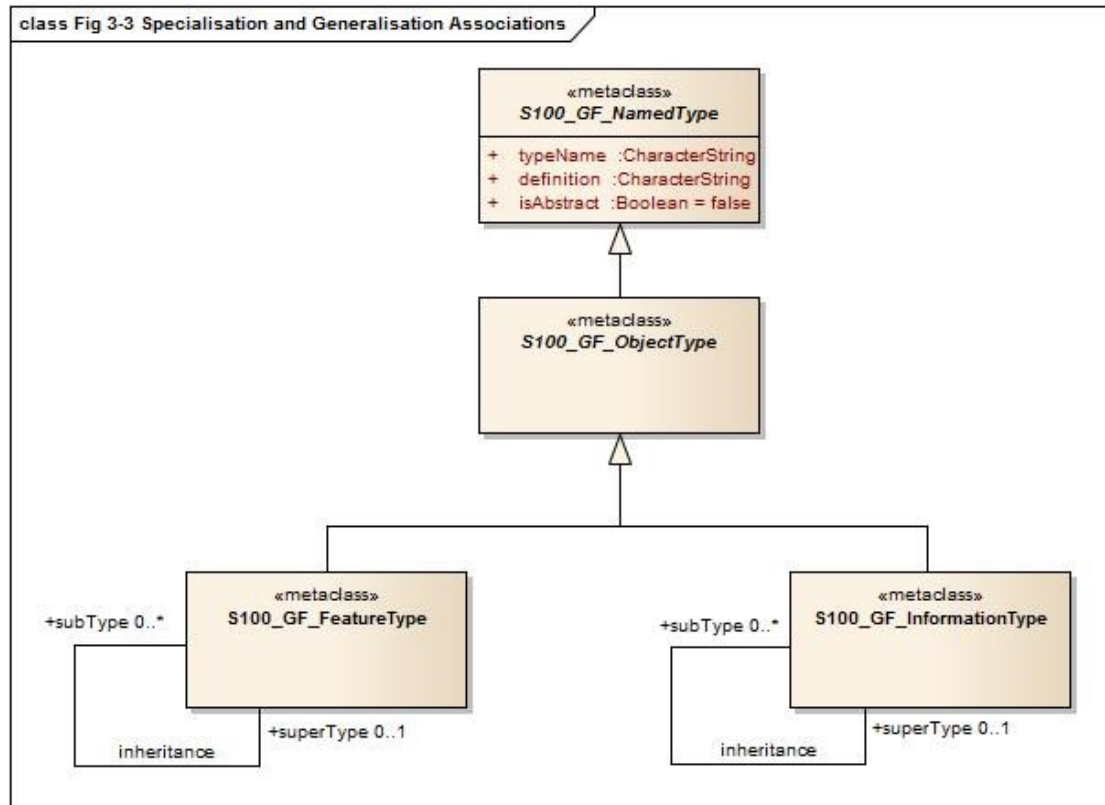 class Fig 3-3 Specialisation and Generalisation Associations
«metaclass»
S100_GF_NamedType
+ typeName :CharacterString
+ definition :CharacterString
+ isAbstract :Boolean = false
«metaclass»
S100_GF_ObjectType
«metaclass»
S100_GF_FeatureType
+subType 0..*
+superType 0..1
inheritance
«metaclass»
S100_GF_InformationType
+subType 0..*
+superType 0..1
inheritance